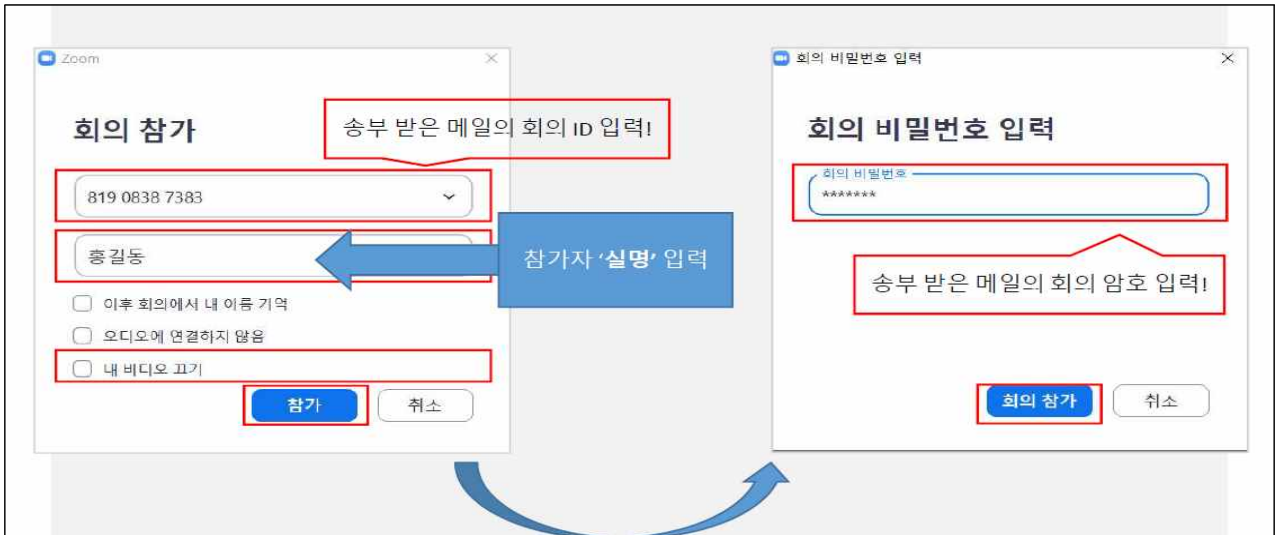 Zoom
회의 참가
송부 받은 메일의 회의 ID 입력!
819 0838 7383
홍길동
참가자 ‘실명’ 입력
이후 회의에서 내 이름 기억
오디오에 연결하지 않음
내 비디오 끄기
참가
취소
회의 비밀번호 입력
회의 비밀번호 입력
회의 비밀번호
*******
송부 받은 메일의 회의 암호 입력!
회의 참가
취소